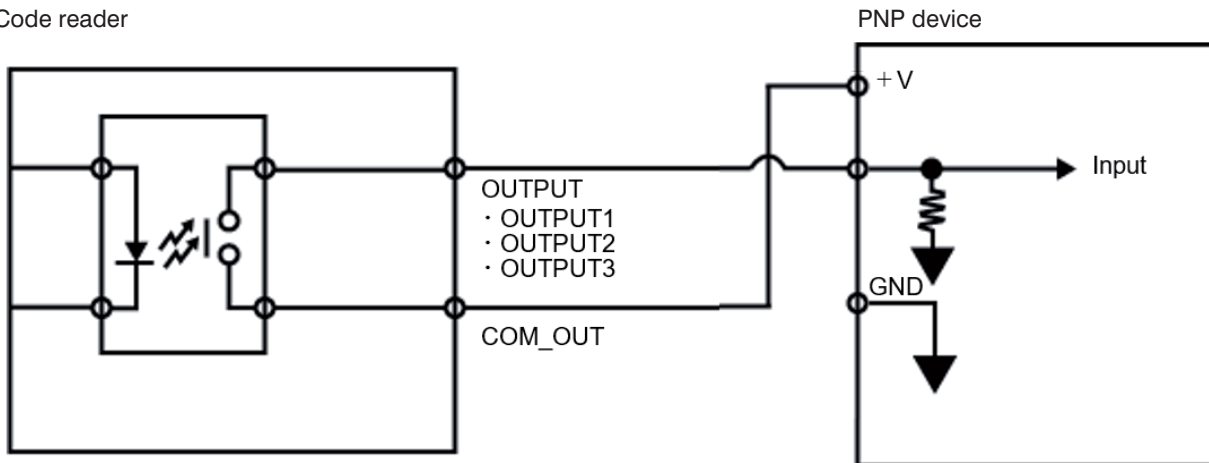 Code reader
PNP device
+V
Input
OUTPUT
・OUTPUT1
・OUTPUT2
・OUTPUT3
GND
COM_OUT